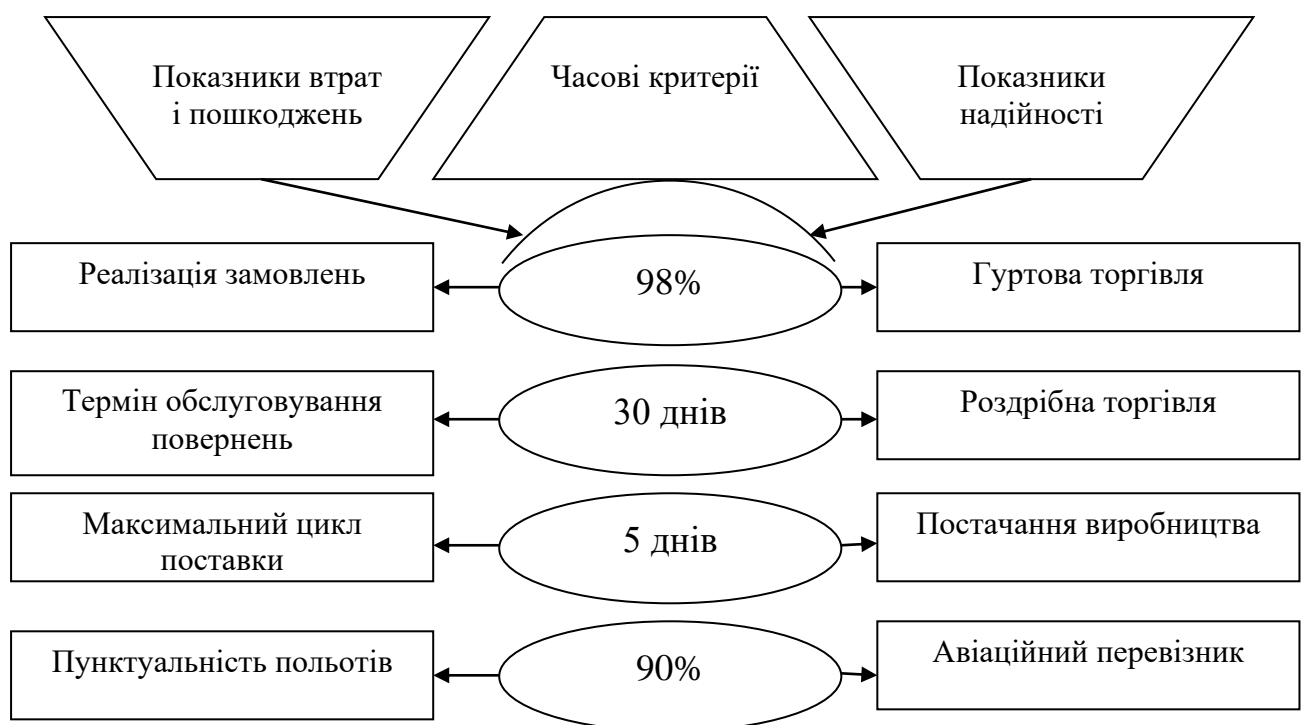 Показники втрат
і пошкоджень
Часові критерії
Показники
надійності
Реалізація замовлень
98%
Гуртова торгівля
Термін обслуговування
повернень
30 днів
Роздрібна торгівля
Максимальний цикл
поставки
5 днів
Постачання виробництва
Пунктуальність польотів
90%
Авіаційний перевізник